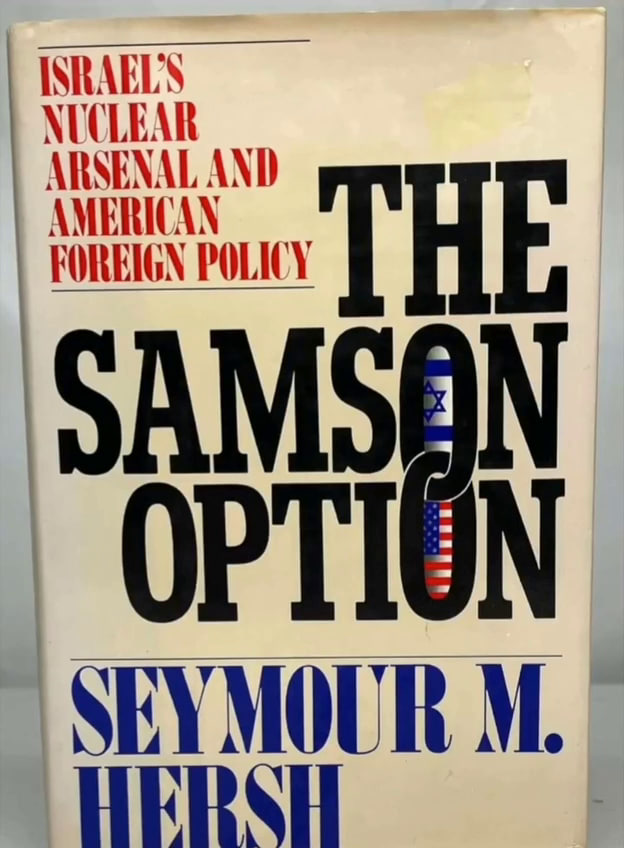 ISRAEL'S
NUCLEAR
ARSENAL AND
AMERICAN
FOREIGN POLICY
THE
SAMSON
OPTION
SEYMOUR M.
HERSH